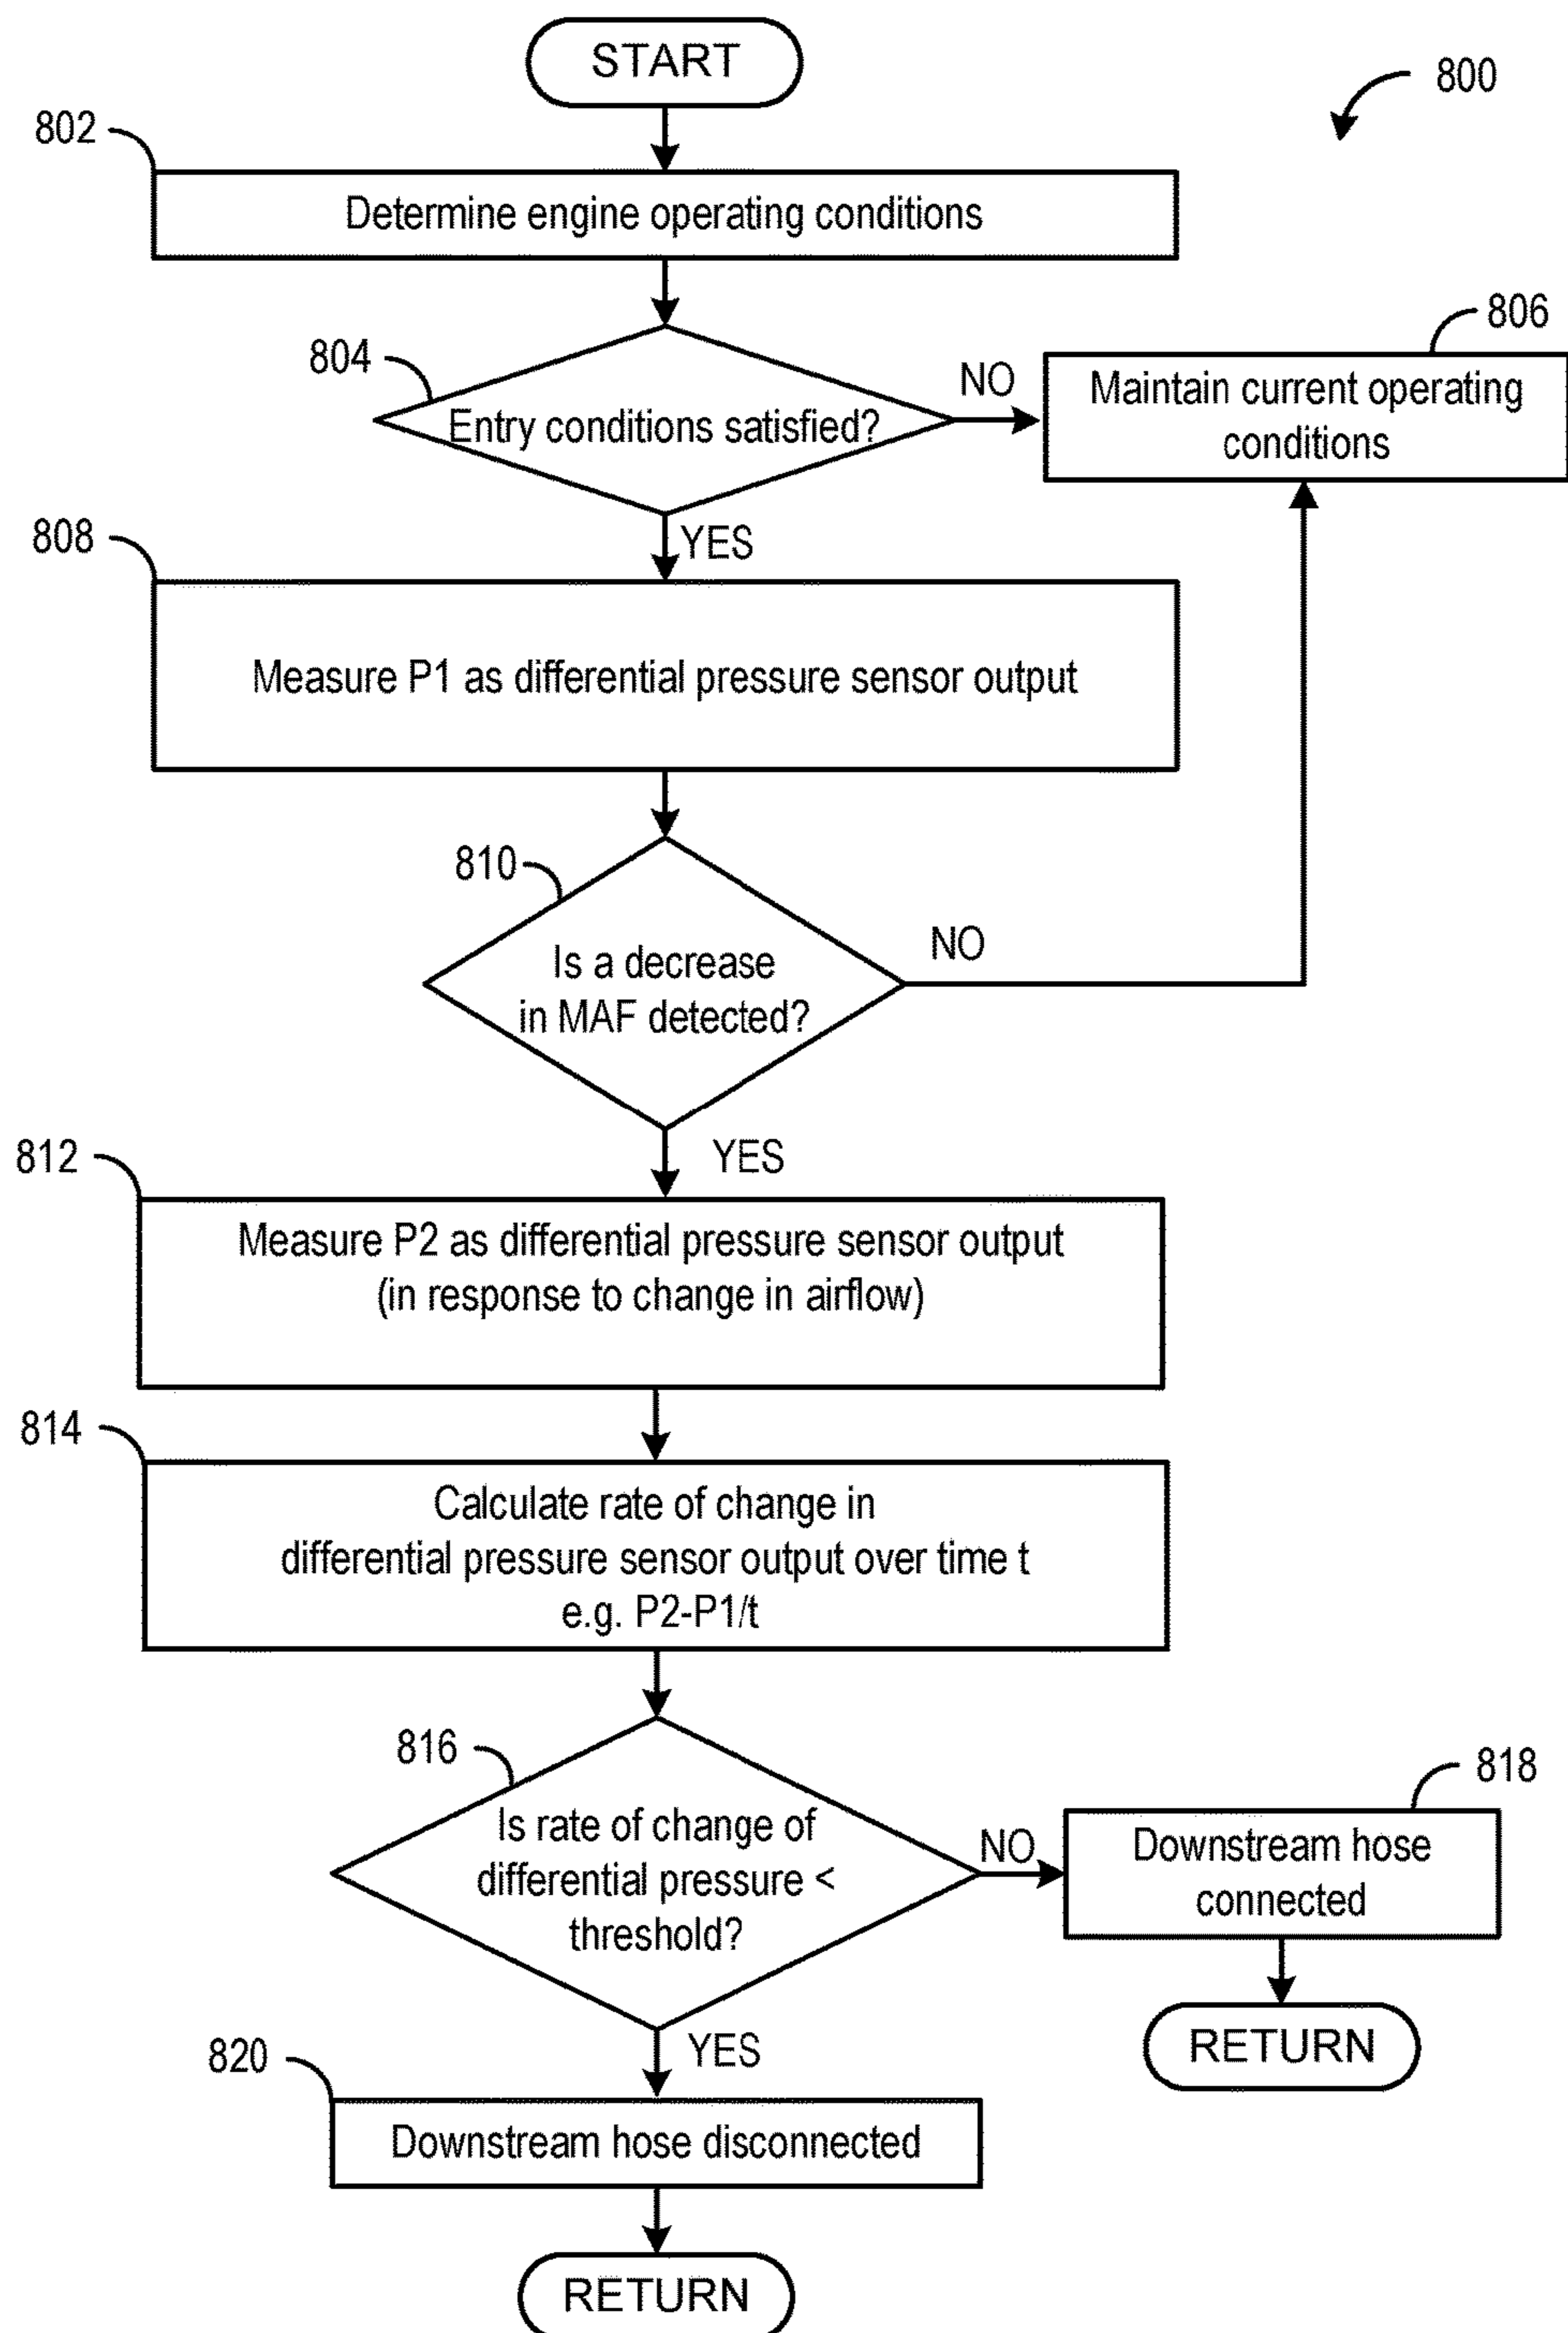 START
800
802
Determine engine operating conditions
804
Entry conditions satisfied?
NO
806
Maintain current operating
conditions
YES
808
Measure P1 as differential pressure sensor output
810
Is a decrease
in MAF detected?
NO
YES
812
Measure P2 as differential pressure sensor output
(in response to change in airflow)
814
Calculate rate of change in
differential pressure sensor output over time t
e.g. P2-P1/t
816
Is rate of change of
differential pressure <
threshold?
NO
818
Downstream hose
connected
RETURN
YES
820
Downstream hose disconnected
RETURN